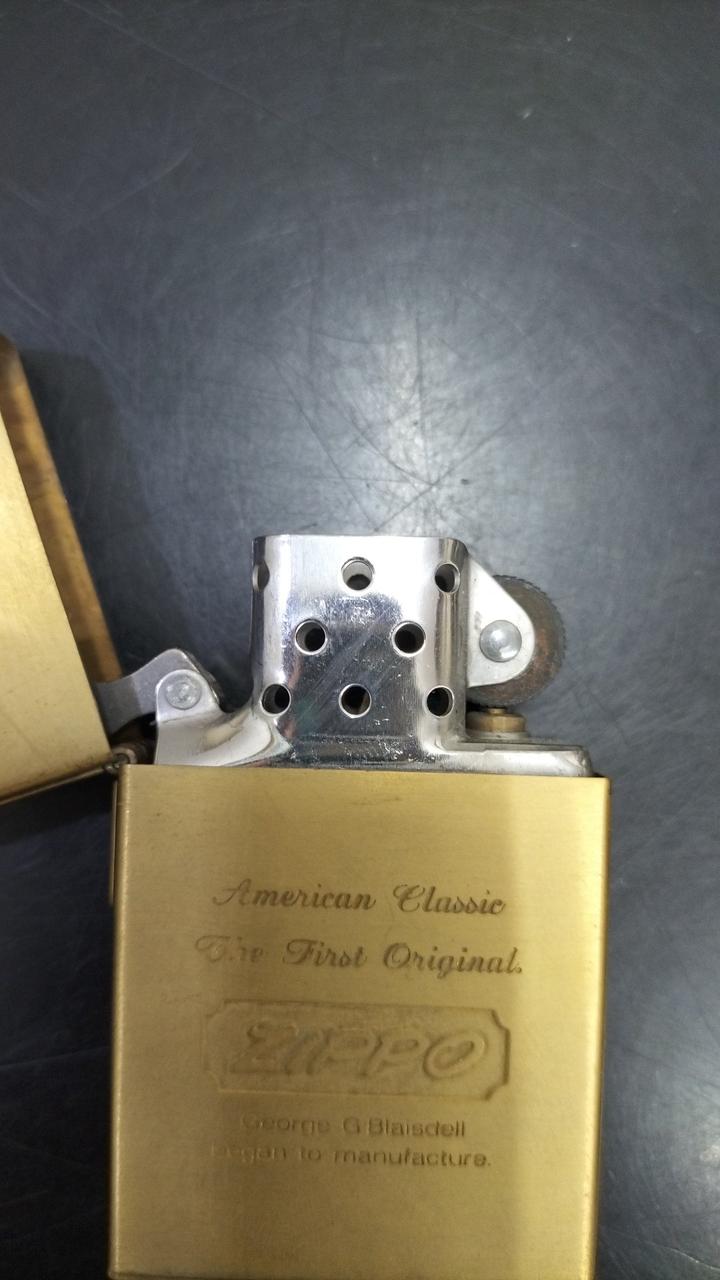 American Classic
The First Original.
ZIPPO
George G Blaisdell
began to manufacture.